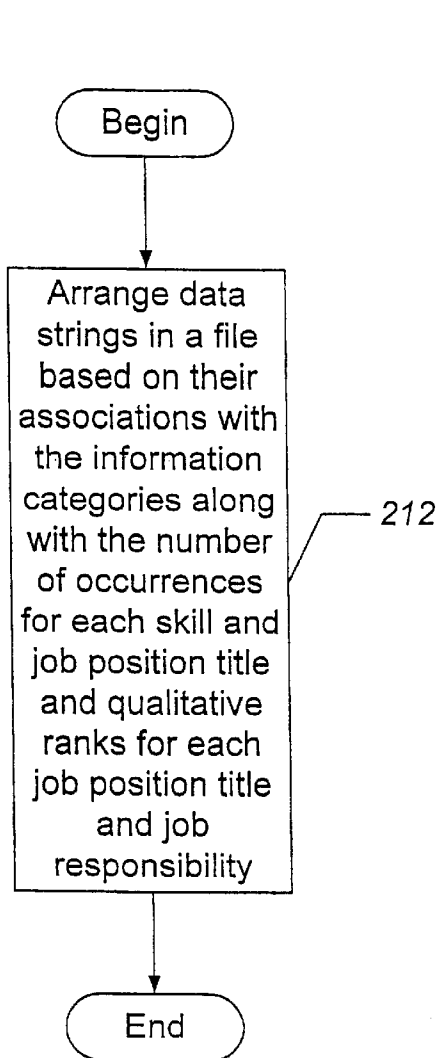 Begin
Arrange data
strings in a file
based on their
associations with
the information
categories along
with the number
of occurrences
for each skill and
job position title
and qualitative
ranks for each
job position title
and job
responsibility
212
End